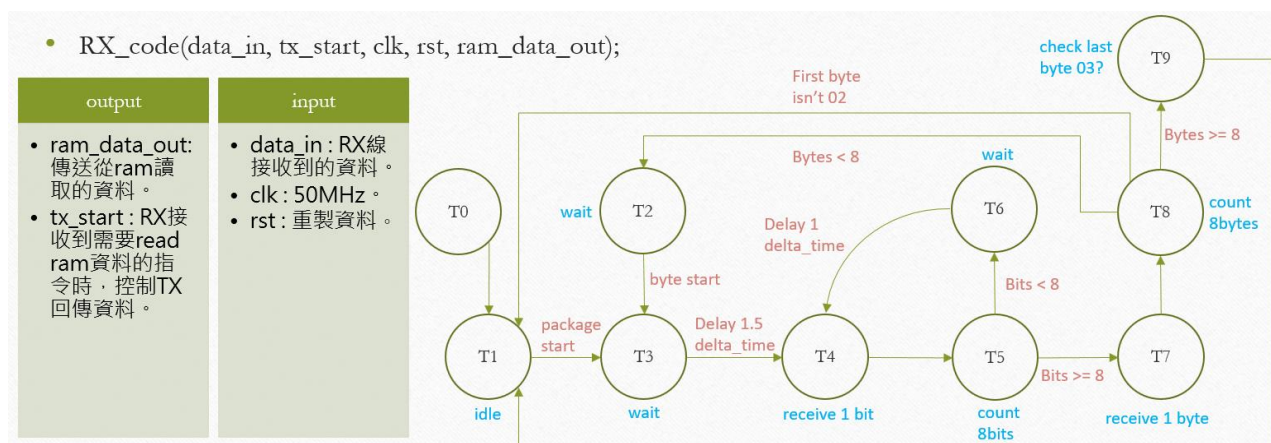 • RX_code(data_in, tx_start, clk, rst, ram_data_out);
output
• ram_data_out:
傳送從ram讀
取的資料。
• tx_start : RX接
收到需要read
ram資料的指
令時，控制TX
回傳資料。
input
• data_in : RX線
接收到的資料。
• clk : 50MHz。
• rst : 重製資料。
check last
byte 03?
T9
First byte
isn't 02
Bytes >= 8
Bytes < 8
wait
T0
wait
T2
T6
T8
count
8bytes
Delay 1
delta_time
byte start
Bits < 8
package
start
Delay 1.5
delta_time
T1
T3
T4
T5
Bits >= 8
T7
idle
wait
receive 1 bit
count
8bits
receive 1 byte